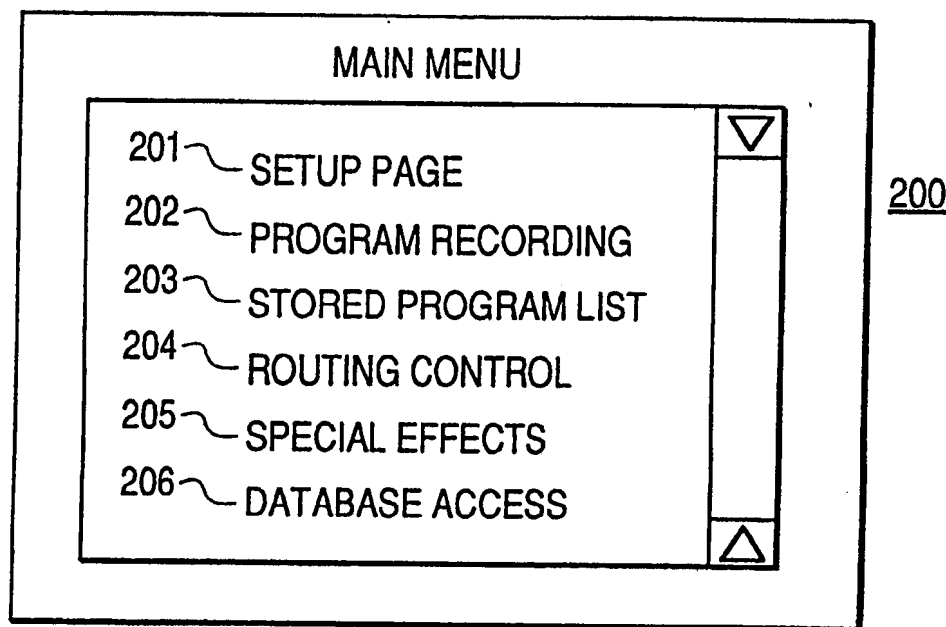 MAIN MENU
201 SETUP PAGE
200
202 PROGRAM RECORDING
203 STORED PROGRAM LIST
204 ROUTING CONTROL
205 SPECIAL EFFECTS
206 DATABASE ACCESS